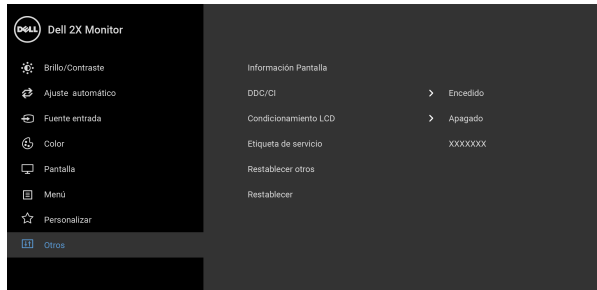 DELL Dell 2X Monitor
Brillo/Contraste Información Pantalla
Ajuste automático DDC/CI Encedido
Fuente entrada Condicionamiento LCD Apagado
Color Etiqueta de servicio XXXXXXX
Pantalla Restablecer otros
Menú Restablecer
Personalizar
Otros